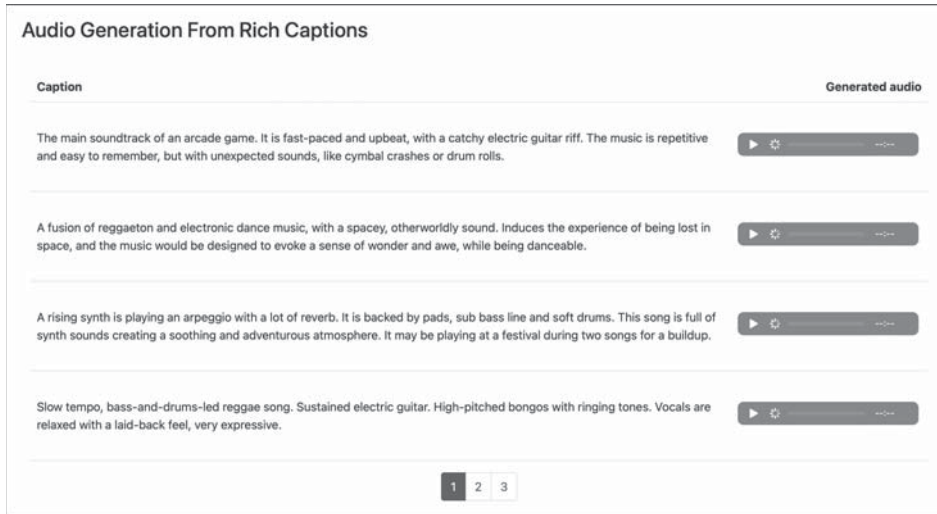 Audio Generation From Rich Captions
Caption
Generated audio
The main soundtrack of an arcade game. It is fast-paced and upbeat, with a catchy electric guitar riff. The music is repetitive
and easy to remember, but with unexpected sounds, like cymbal crashes or drum rolls.
--:--
A fusion of reggaeton and electronic dance music, with a spacey, otherworldly sound. Induces the experience of being lost in
space, and the music would be designed to evoke a sense of wonder and awe, while being danceable.
--:--
A rising synth is playing an arpeggio with a lot of reverb. It is backed by pads, sub bass line and soft drums. This song is full of
synth sounds creating a soothing and adventurous atmosphere. It may be playing at a festival during two songs for a buildup.
--:--
Slow tempo, bass-and-drums-led reggae song. Sustained electric guitar. High-pitched bongos with ringing tones. Vocals are
relaxed with a laid-back feel, very expressive.
--:--
1 2 3